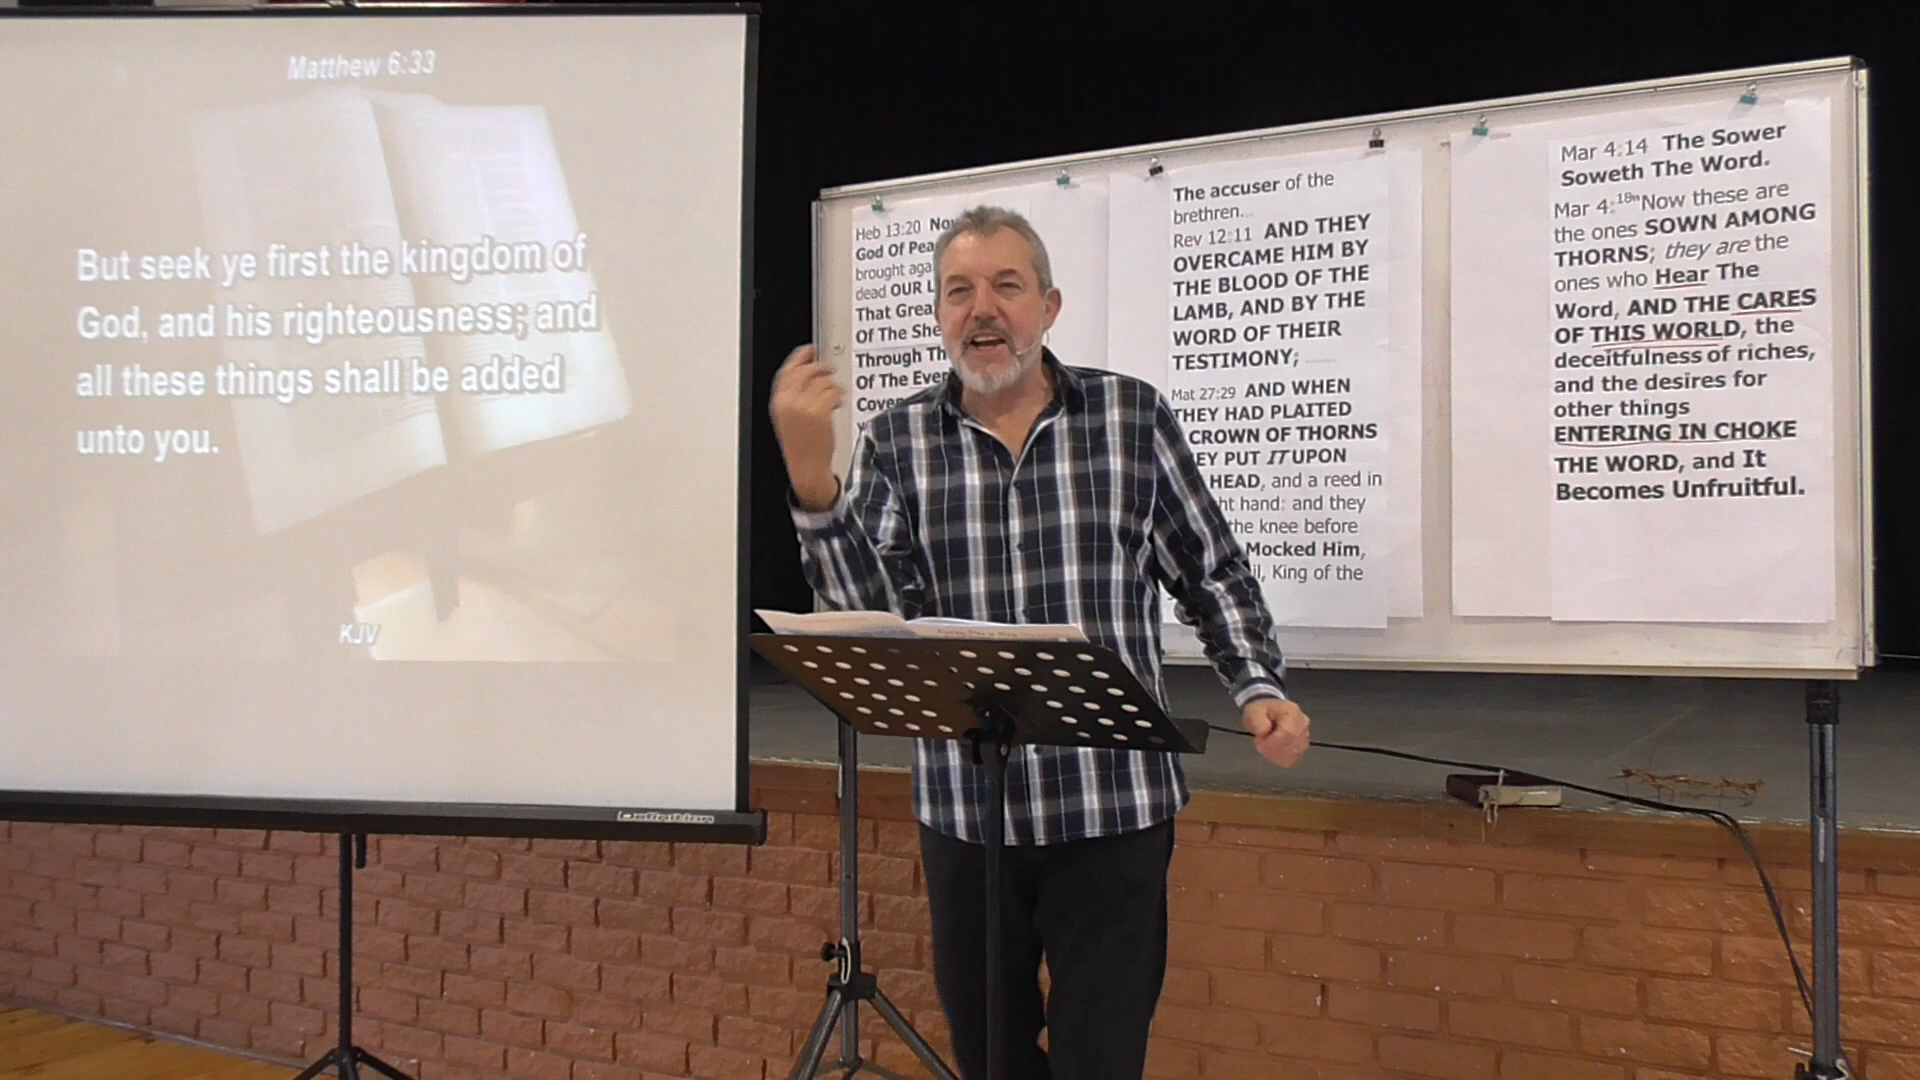 Matthew 6:33
But seek ye first the kingdom of
God, and his righteousness; and
all these things shall be added
unto you.
KJV
Definition
Heb 13:20 Now
God Of Pea
brought aga
dead OUR L
That Grea
Of The She
Through Th
Of The Ever
Coven
The accuser of the
brethren...
Rev 12:11 AND THEY
OVERCAME HIM BY
THE BLOOD OF THE
LAMB, AND BY THE
WORD OF THEIR
TESTIMONY;
Mat 27:29 AND WHEN
THEY HAD PLAITED
CROWN OF THORNS
EY PUT IT UPON
HEAD, and a reed in
ht hand: and they
the knee before
Mocked Him,
il, King of the
Mar 4:14 The Sower
Soweth The Word.
Mar 4:18 Now these are
the ones SOWN AMONG
THORNS; they are the
ones who Hear The
Word, AND THE CARES
OF THIS WORLD, the
deceitfulness of riches,
and the desires for
other things
ENTERING IN CHOKE
THE WORD, and It
Becomes Unfruitful.